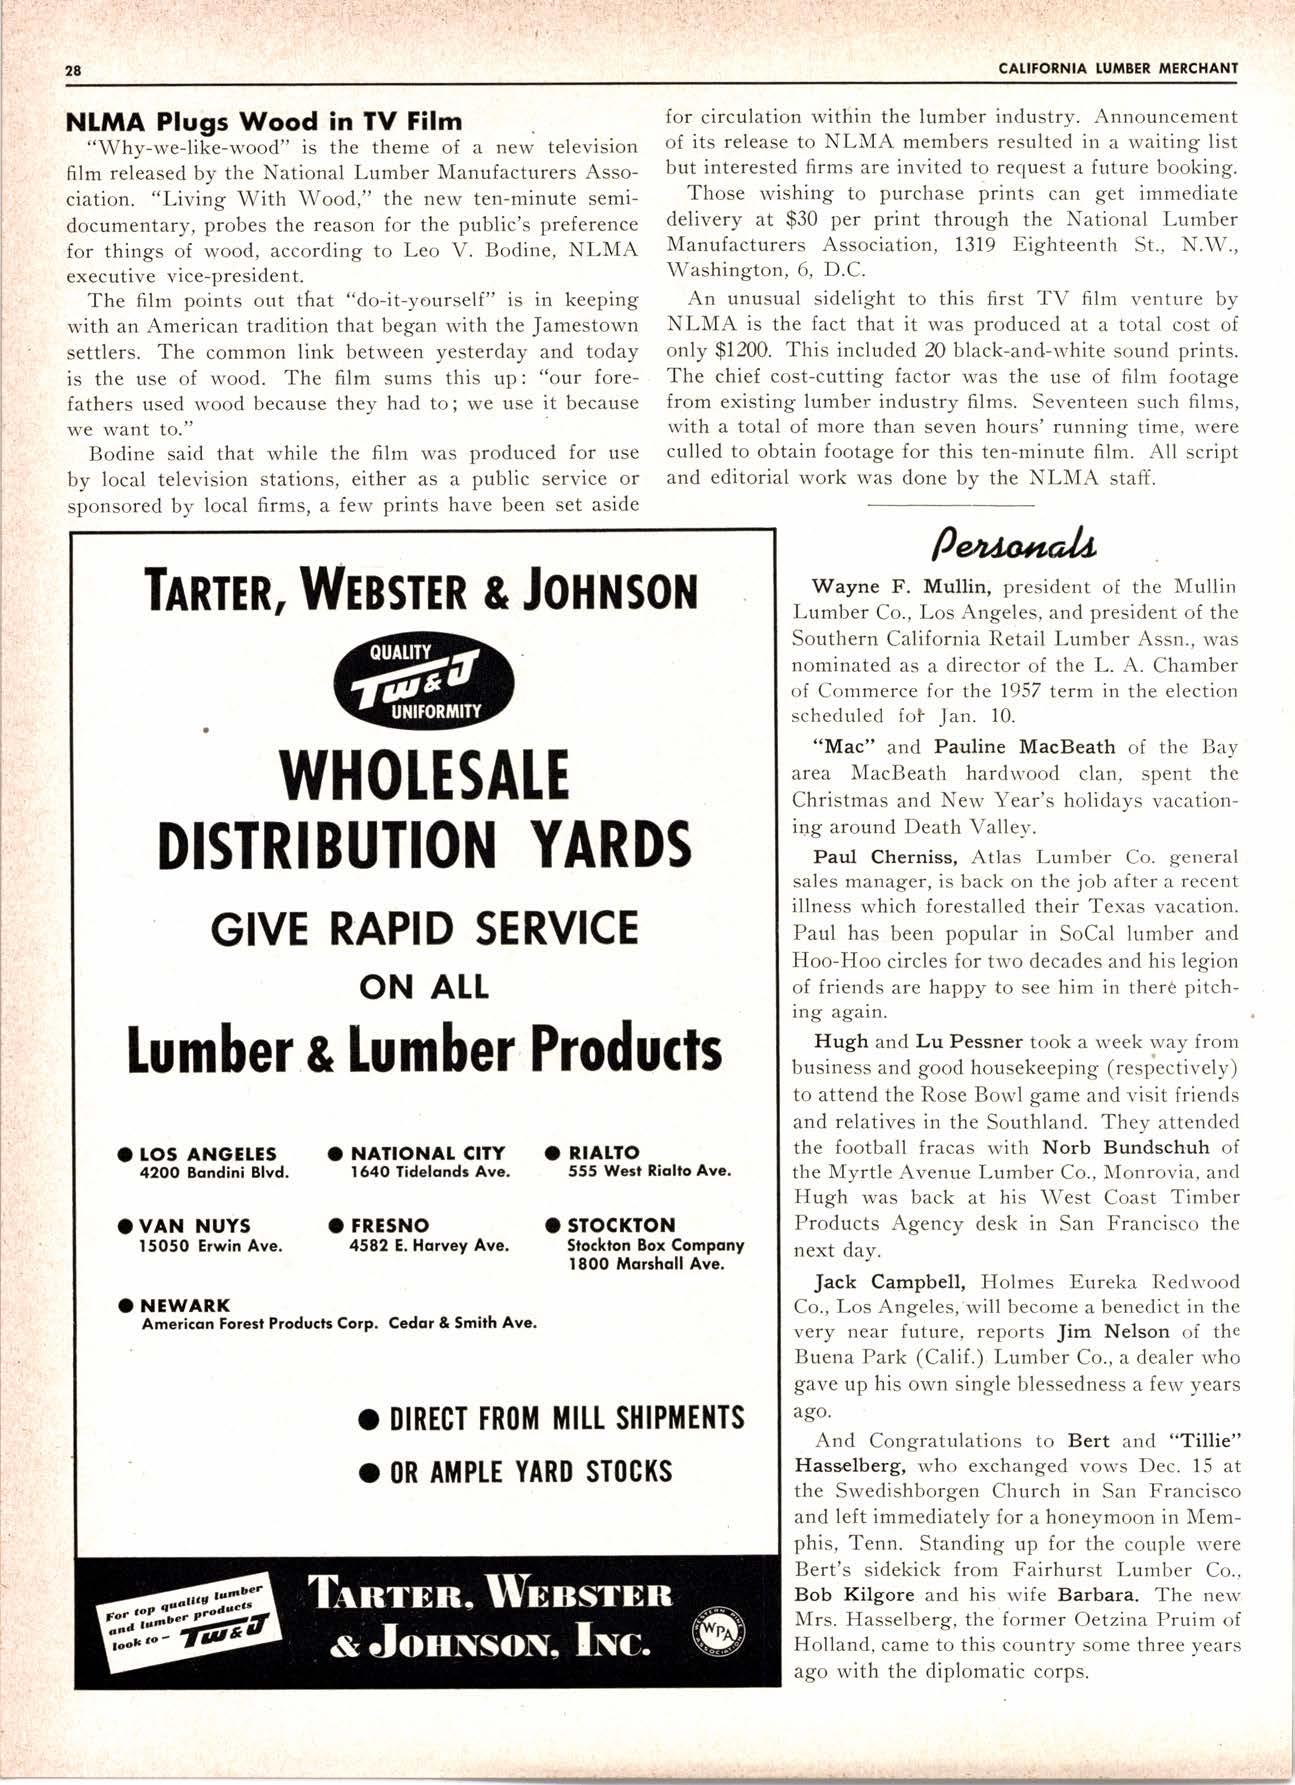 28
CALIFORNIA LUMBER MERCHANT
NLMA Plugs Wood in TV Film
“Why-we-like-wood” is the theme of a new television
film released by the National Lumber Manufacturers Asso-
ciation. “Living With Wood,” the new ten-minute semi-
documentary, probes the reason for the public’s preference
for things of wood, according to Leo V. Bodine, NLMA
executive vice-president.
The film points out that “do-it-yourself” is in keeping
with an American tradition that began with the Jamestown
settlers. The common link between yesterday and today
is the use of wood. The film sums this up: “our fore-
fathers used wood because they had to; we use it because
we want to.”
Bodine said that while the film was produced for use
by local television stations, either as a public service or
sponsored by local firms, a few prints have been set aside
for circulation within the lumber industry. Announcement
of its release to NLMA members resulted in a waiting list
but interested firms are invited to request a future booking.
Those wishing to purchase prints can get immediate
delivery at $30 per print through the National Lumber
Manufacturers Association, 1319 Eighteenth St., N.W.,
Washington, 6, D.C.
An unusual sidelight to this first TV film venture by
NLMA is the fact that it was produced at a total cost of
only $1200. This included 20 black-and-white sound prints.
The chief cost-cutting factor was the use of film footage
from existing lumber industry films. Seventeen such films,
with a total of more than seven hours’ running time, were
culled to obtain footage for this ten-minute film. All script
and editorial work was done by the NLMA staff.
TARTER, WEBSTER & JOHNSON
QUALITY
TW&J
UNIFORMITY
WHOLESALE
DISTRIBUTION YARDS
GIVE RAPID SERVICE
ON ALL
Lumber & Lumber Products
● LOS ANGELES
4200 Bandini Blvd.
● NATIONAL CITY
1640 Tidelands Ave.
● RIALTO
555 West Rialto Ave.
● VAN NUYS
15050 Erwin Ave.
● FRESNO
4582 E. Harvey Ave.
● STOCKTON
Stockton Box Company
1800 Marshall Ave.
● NEWARK
American Forest Products Corp. Cedar & Smith Ave.
● DIRECT FROM MILL SHIPMENTS
● OR AMPLE YARD STOCKS
For top quality lumber
and lumber products
look to – TW&J
TARTER, WEBSTER
& JOHNSON, INC.
WESTERN PINE
WPA
ASSOCIATION
Personals
Wayne F. Mullin, president of the Mullin
Lumber Co., Los Angeles, and president of the
Southern California Retail Lumber Assn., was
nominated as a director of the L. A. Chamber
of Commerce for the 1957 term in the election
scheduled for Jan. 10.
“Mac” and Pauline MacBeath of the Bay
area MacBeath hardwood clan, spent the
Christmas and New Year’s holidays vacation-
ing around Death Valley.
Paul Cherniss, Atlas Lumber Co. general
sales manager, is back on the job after a recent
illness which forestalled their Texas vacation.
Paul has been popular in SoCal lumber and
Hoo-Hoo circles for two decades and his legion
of friends are happy to see him in there pitch-
ing again.
Hugh and Lu Pessner took a week way from
business and good housekeeping (respectively)
to attend the Rose Bowl game and visit friends
and relatives in the Southland. They attended
the football fracas with Norb Bundschuh of
the Myrtle Avenue Lumber Co., Monrovia, and
Hugh was back at his West Coast Timber
Products Agency desk in San Francisco the
next day.
Jack Campbell, Holmes Eureka Redwood
Co., Los Angeles, will become a benedict in the
very near future, reports Jim Nelson of the
Buena Park (Calif.) Lumber Co., a dealer who
gave up his own single blessedness a few years
ago.
And Congratulations to Bert and “Tillie”
Hasselberg, who exchanged vows Dec. 15 at
the Swedishborgen Church in San Francisco
and left immediately for a honeymoon in Mem-
phis, Tenn. Standing up for the couple were
Bert’s sidekick from Fairhurst Lumber Co.,
Bob Kilgore and his wife Barbara. The new
Mrs. Hasselberg, the former Oetzina Pruim of
Holland, came to this country some three years
ago with the diplomatic corps.